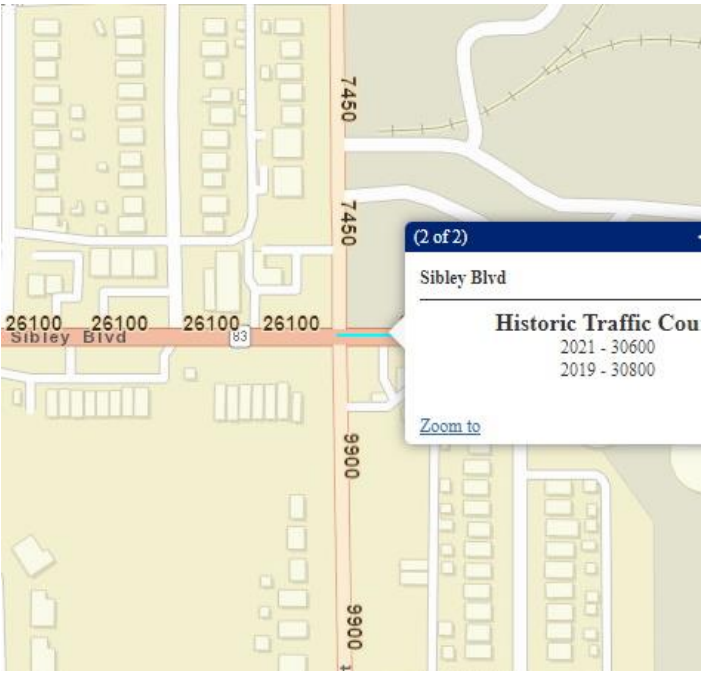 7450
7450
(2 of 2)
Sibley Blvd
Historic Traffic Cou
2021 - 30600
2019 - 30800
Zoom to
26100 26100 26100 26100
Sibley Blvd 83
9900
9900
t